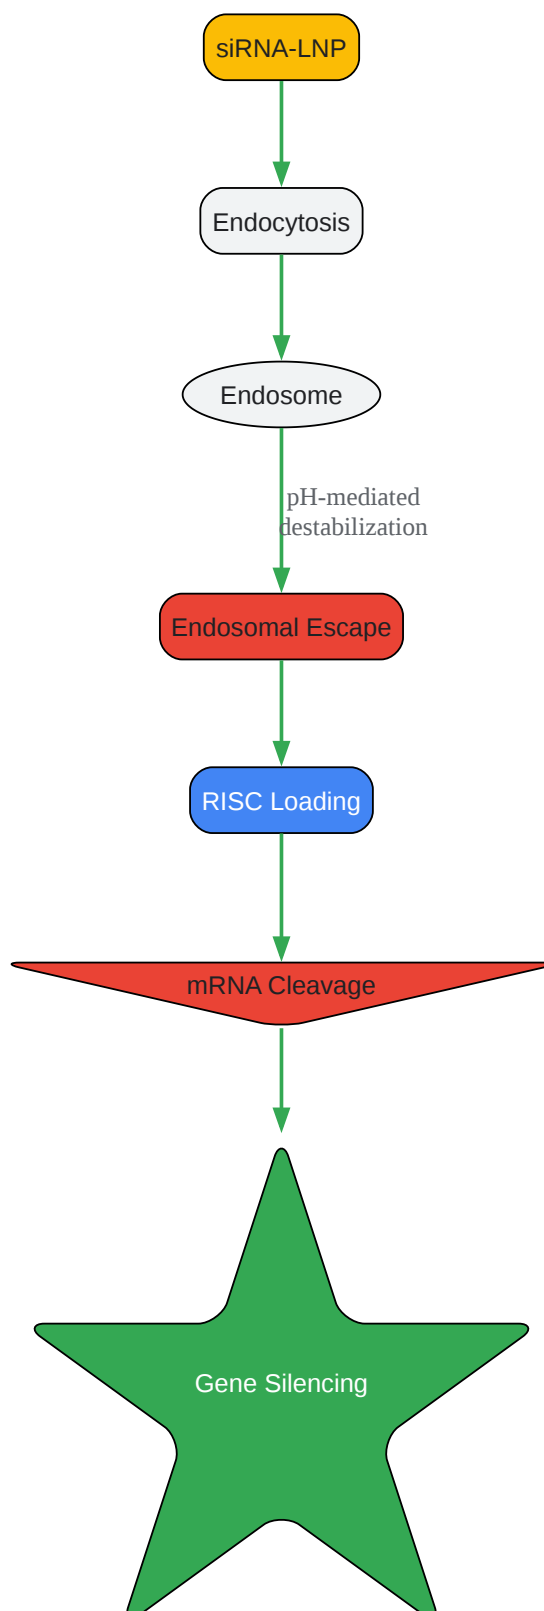 siRNA-LNP
Endocytosis
Endosome
pH-mediated
destabilization
Endosomal Escape
RISC Loading
mRNA Cleavage
Gene Silencing